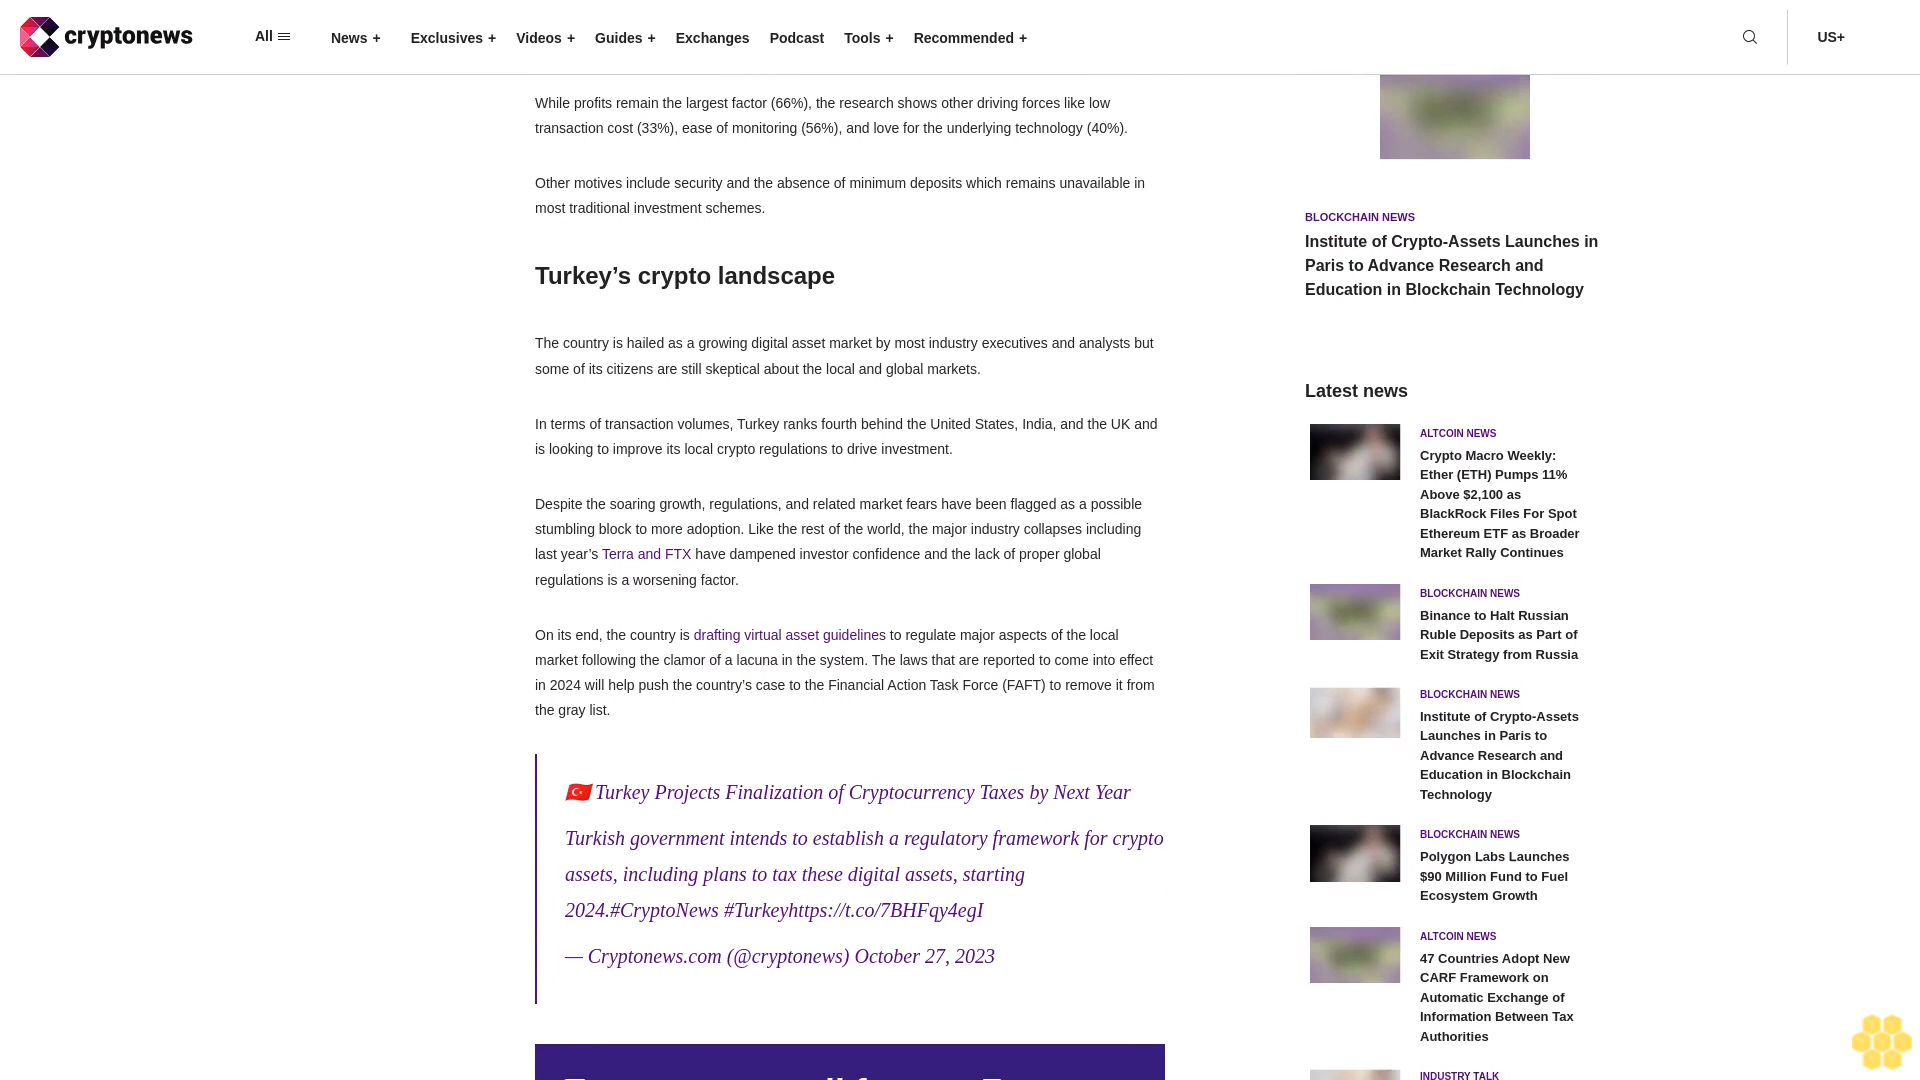 cryptonews
All
News +
Exclusives +
Videos +
Guides +
Exchanges
Podcast
Tools +
Recommended +
US+
While profits remain the largest factor (66%), the research shows other driving forces like low
transaction cost (33%), ease of monitoring (56%), and love for the underlying technology (40%).
Other motives include security and the absence of minimum deposits which remains unavailable in
most traditional investment schemes.
Turkey’s crypto landscape
The country is hailed as a growing digital asset market by most industry executives and analysts but
some of its citizens are still skeptical about the local and global markets.
In terms of transaction volumes, Turkey ranks fourth behind the United States, India, and the UK and
is looking to improve its local crypto regulations to drive investment.
Despite the soaring growth, regulations, and related market fears have been flagged as a possible
stumbling block to more adoption. Like the rest of the world, the major industry collapses including
last year’s Terra and FTX have dampened investor confidence and the lack of proper global
regulations is a worsening factor.
On its end, the country is drafting virtual asset guidelines to regulate major aspects of the local
market following the clamor of a lacuna in the system. The laws that are reported to come into effect
in 2024 will help push the country’s case to the Financial Action Task Force (FAFT) to remove it from
the gray list.
🇹🇷 Turkey Projects Finalization of Cryptocurrency Taxes by Next Year
Turkish government intends to establish a regulatory framework for crypto
assets, including plans to tax these digital assets, starting
2024.#CryptoNews #Turkeyhttps://t.co/7BHFqy4egI
— Cryptonews.com (@cryptonews) October 27, 2023
BLOCKCHAIN NEWS
Institute of Crypto-Assets Launches in
Paris to Advance Research and
Education in Blockchain Technology
Latest news
ALTCOIN NEWS
Crypto Macro Weekly:
Ether (ETH) Pumps 11%
Above $2,100 as
BlackRock Files For Spot
Ethereum ETF as Broader
Market Rally Continues
BLOCKCHAIN NEWS
Binance to Halt Russian
Ruble Deposits as Part of
Exit Strategy from Russia
BLOCKCHAIN NEWS
Institute of Crypto-Assets
Launches in Paris to
Advance Research and
Education in Blockchain
Technology
BLOCKCHAIN NEWS
Polygon Labs Launches
$90 Million Fund to Fuel
Ecosystem Growth
ALTCOIN NEWS
47 Countries Adopt New
CARF Framework on
Automatic Exchange of
Information Between Tax
Authorities
INDUSTRY TALK